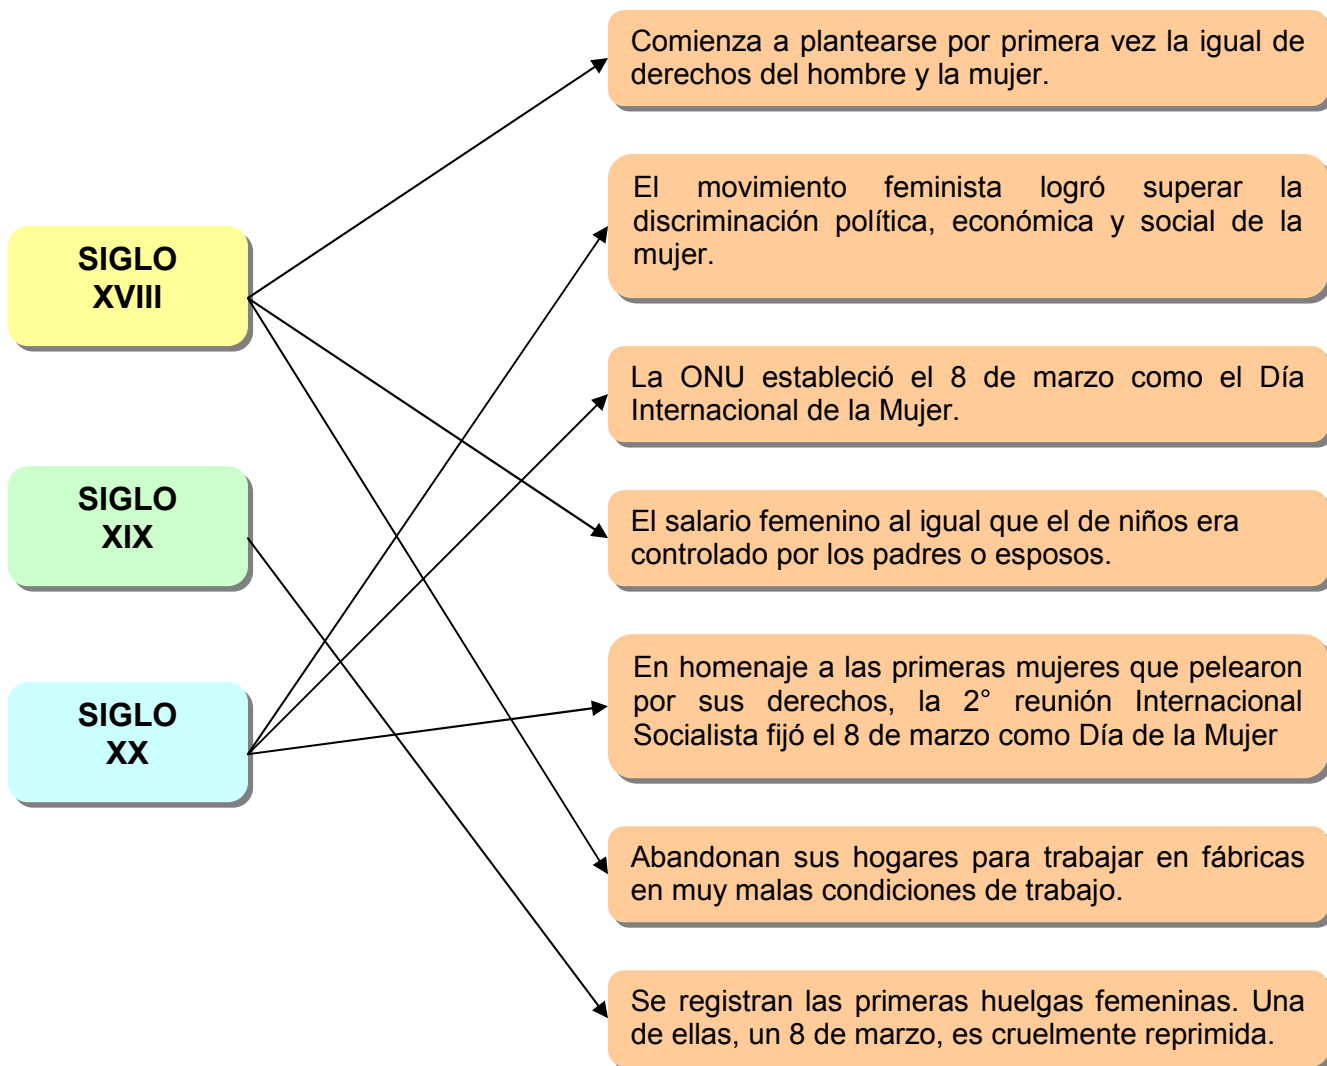 Comienza a plantearse por primera vez la igual de
derechos del hombre y la mujer.
El movimiento feminista logró superar la
discriminación política, económica y social de la
mujer.
SIGLO
XVIII
La ONU estableció el 8 de marzo como el Día
Internacional de la Mujer.
SIGLO
XIX
El salario femenino al igual que el de niños era
controlado por los padres o esposos.
En homenaje a las primeras mujeres que pelearon
por sus derechos, la 2° reunión Internacional
Socialista fijó el 8 de marzo como Día de la Mujer
SIGLO
XX
Abandonan sus hogares para trabajar en fábricas
en muy malas condiciones de trabajo.
Se registran las primeras huelgas femeninas. Una
de ellas, un 8 de marzo, es cruelmente reprimida.